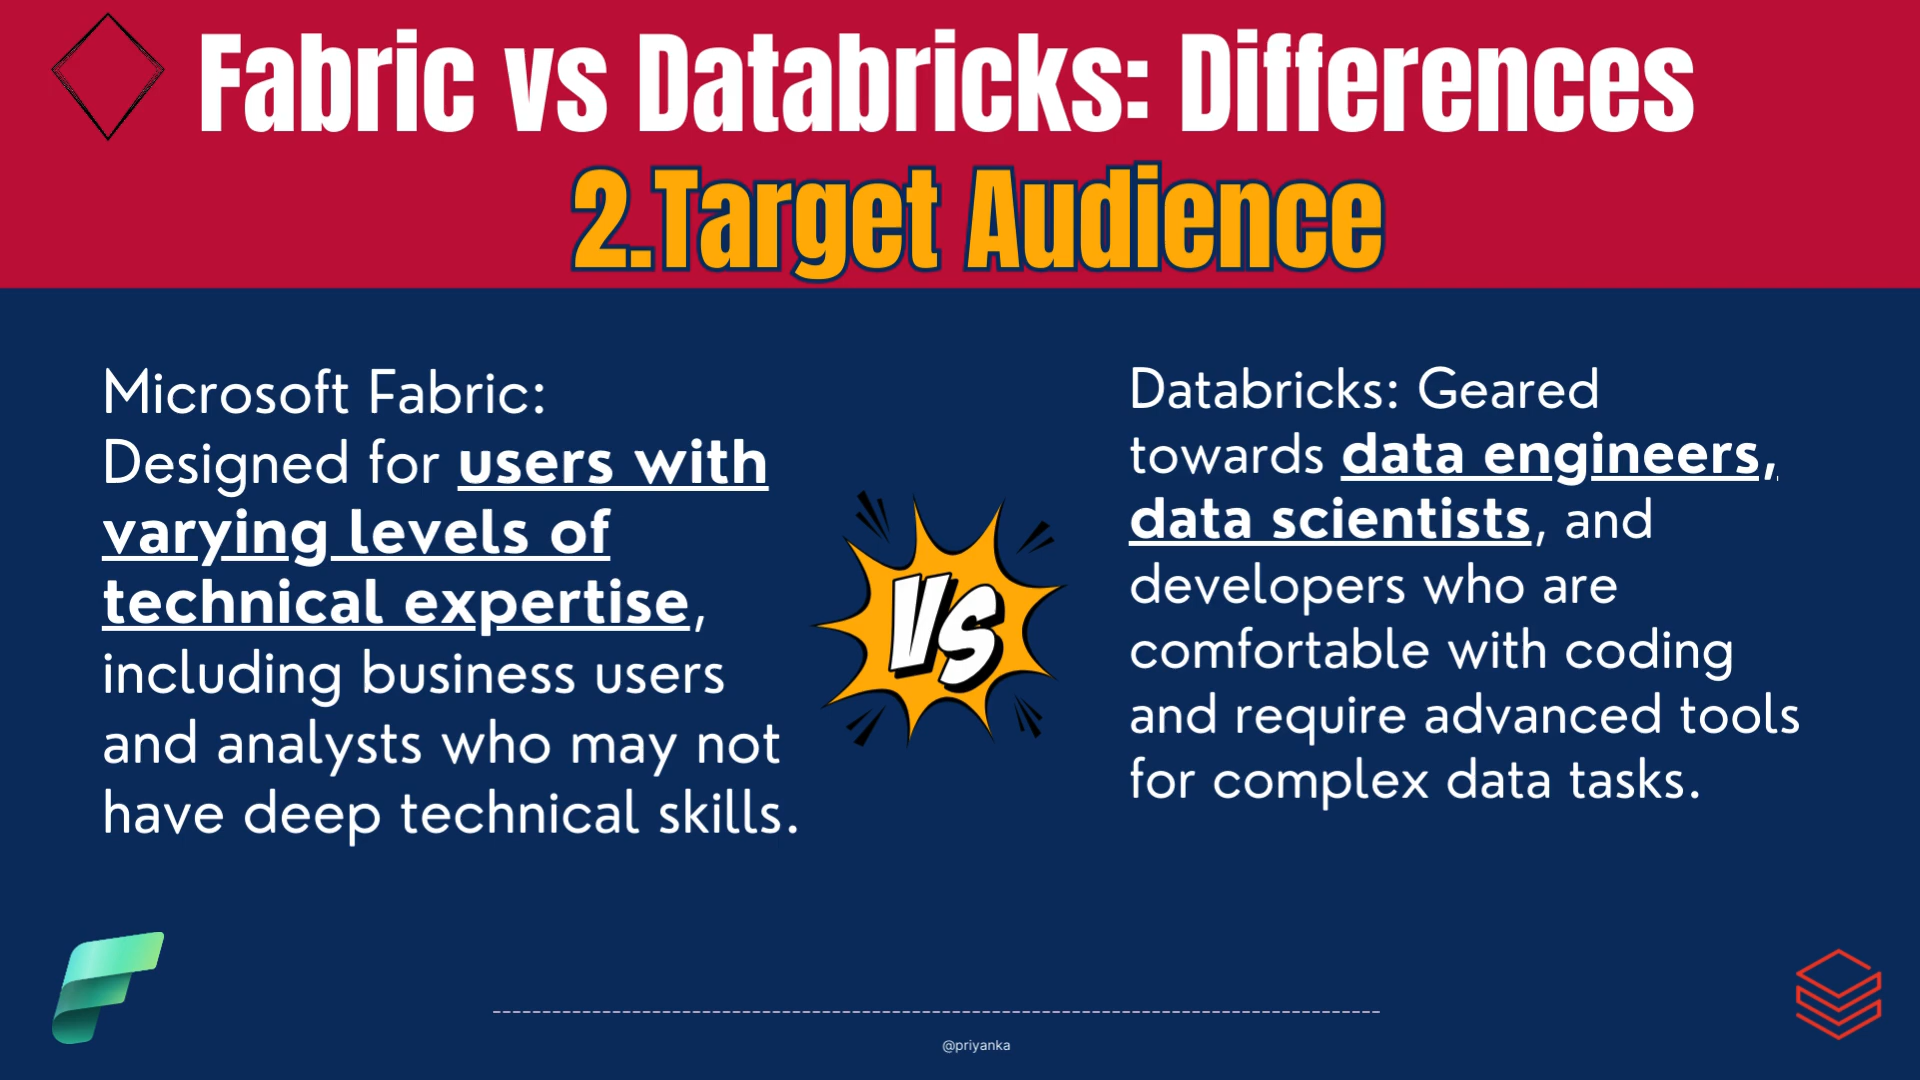 Fabric vs Databricks: Differences
2.Target Audience
Microsoft Fabric:
Designed for users with
varying levels of
technical expertise,
including business users
and analysts who may not
have deep technical skills.
VS
Databricks: Geared
towards data engineers,
data scientists, and
developers who are
comfortable with coding
and require advanced tools
for complex data tasks.
@priyanka